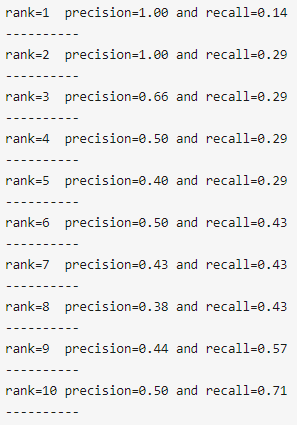 rank=1  precision=1.00 and recall=0.14
----------
rank=2  precision=1.00 and recall=0.29
----------
rank=3  precision=0.66 and recall=0.29
----------
rank=4  precision=0.50 and recall=0.29
----------
rank=5  precision=0.40 and recall=0.29
----------
rank=6  precision=0.50 and recall=0.43
----------
rank=7  precision=0.43 and recall=0.43
----------
rank=8  precision=0.38 and recall=0.43
----------
rank=9  precision=0.44 and recall=0.57
----------
rank=10 precision=0.50 and recall=0.71
----------